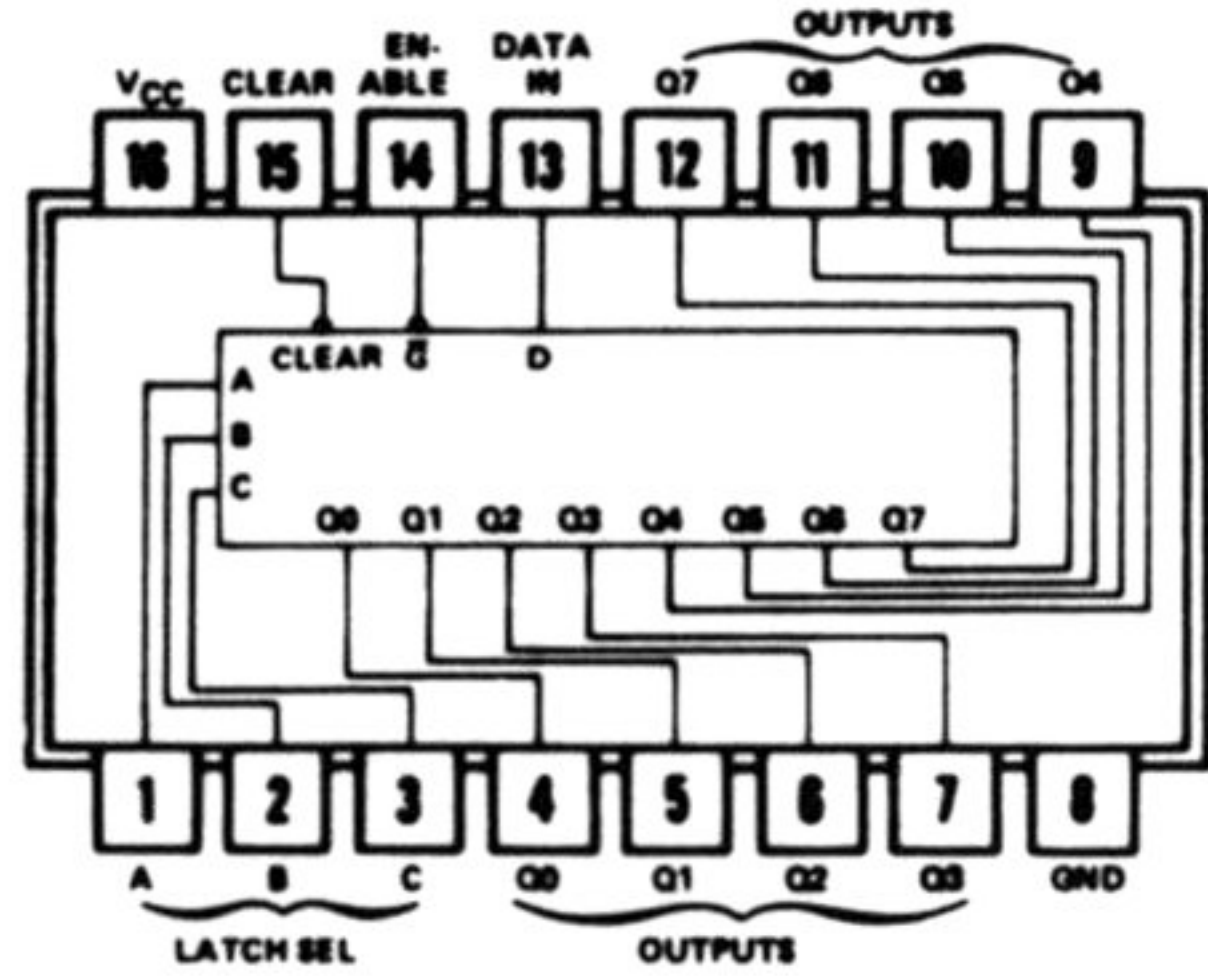 OUTPUTS
EN-
DATA
VCC CLEAR ABLE IN Q7 Q6 Q5 Q4
16 15 14 13 12 11 10 9
CLEAR G̅ D
A
B
C
Q0 Q1 Q2 Q3 Q4 Q5 Q6 Q7
1 2 3 4 5 6 7 8
A B C Q0 Q1 Q2 Q3 GND
LATCH SEL OUTPUTS